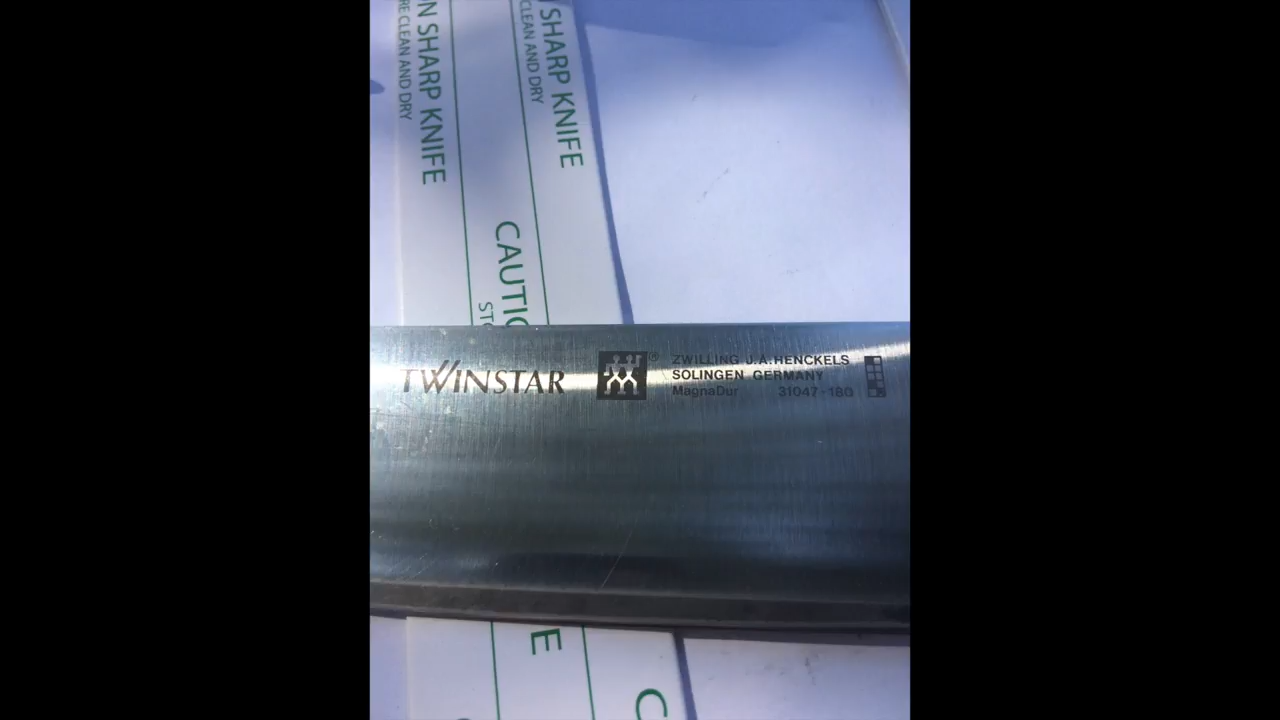 N SHARP KNIFE
RE CLEAN AND DRY
SHARP KNIFE
CLEAN AND DRY
CAUTIO
STO
TWINSTAR
®
ZWILLING J.A.HENCKELS
SOLINGEN GERMANY
MagnaDur 31047-180
E
C